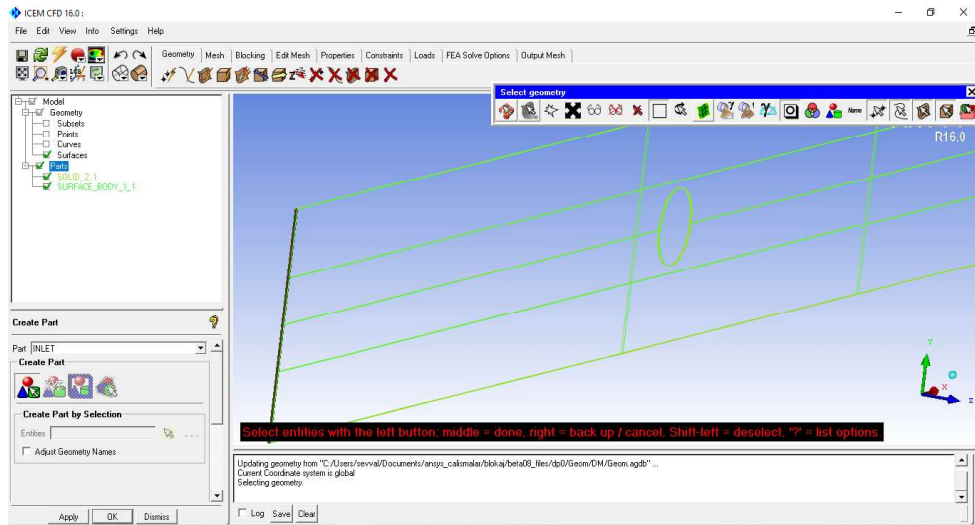 ICEM CFD 16.0 :
File Edit View Info Settings Help
Geometry Mesh Blocking Edit Mesh Properties Constraints Loads FEA Solve Options Output Mesh
Select geometry
Name
R16.0
Model
Geometry
Subsets
Points
Curves
Surfaces
Parts
SOLID_2_1
SURFACE_BODY_1_1
Create Part
Part INLET
Create Part
Create Part by Selection
Entities
Adjust Geometry Names
Apply OK Dismiss
Y
X
Z
Select entities with the left button; middle = done, right = back up / cancel, Shift-left = deselect, '?' = list options.
Updating geometry from "C:/Users/sevval/Documents/ansys_calismalar/blokaj/beta08_files/dp0/Geom/DM/Geom.agdb" ...
Current Coordinate system is global
Selecting geometry.
Log Save Clear